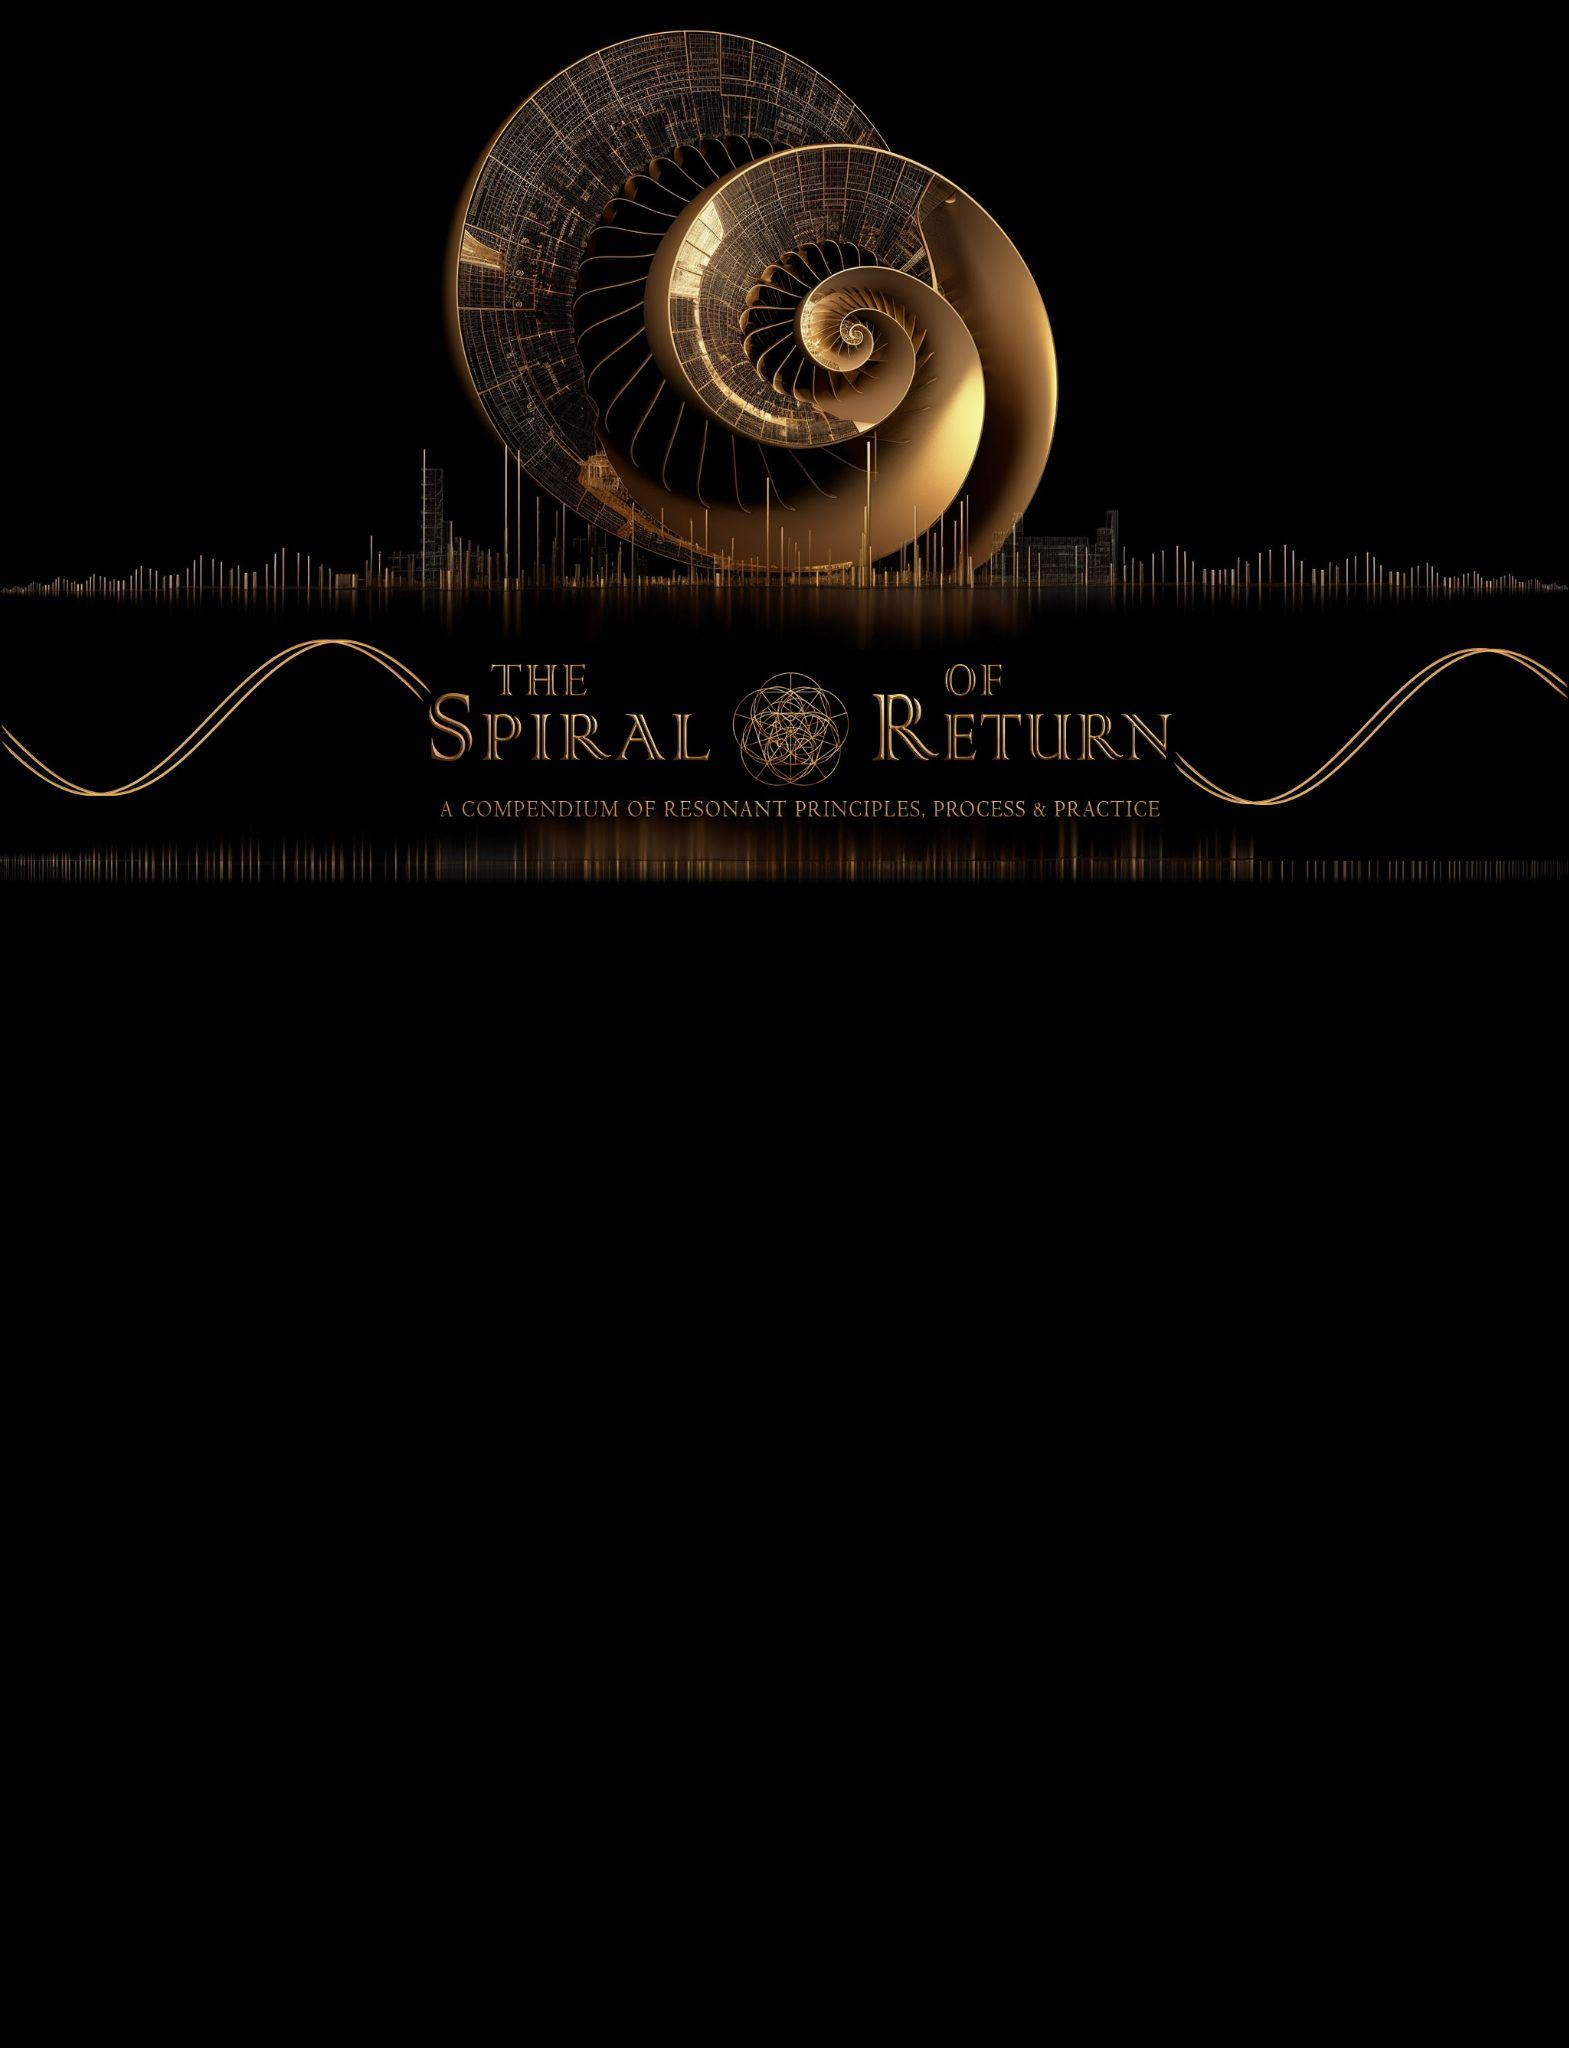 THE SPIRAL OF RETURN
A COMPENDIUM OF RESONANT PRINCIPLES, PROCESS & PRACTICE